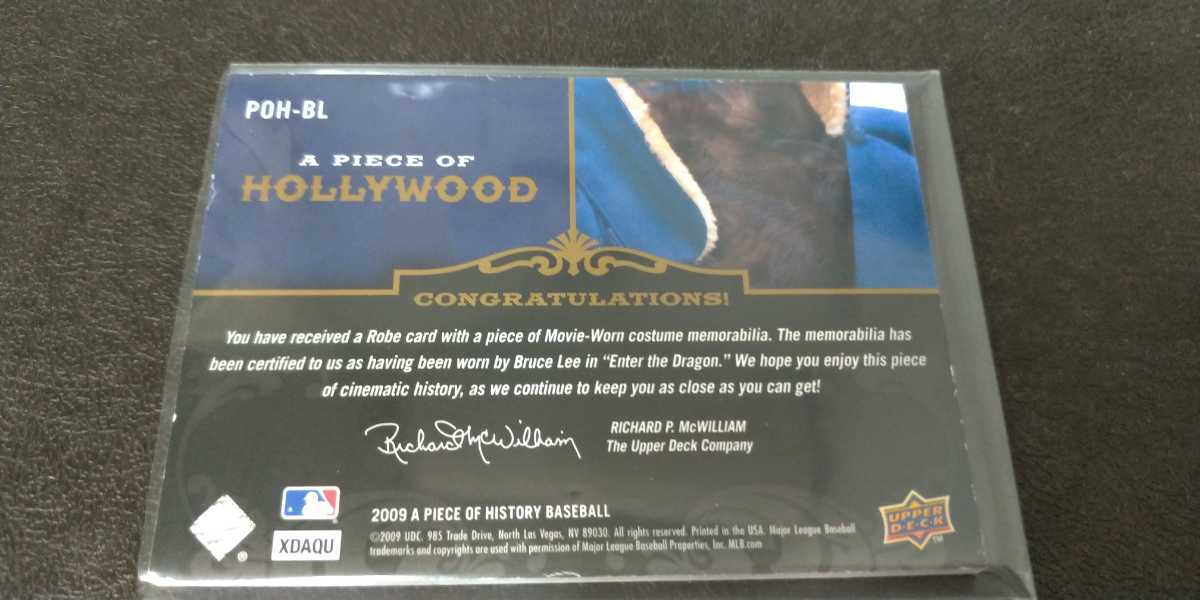 POH-BL
A PIECE OF
HOLLYWOOD
CONGRATULATIONS!
You have received a Robe card with a piece of Movie-Worn costume memorabilia. The memorabilia has
been certified to us as having been worn by Bruce Lee in “Enter the Dragon.” We hope you enjoy this piece
of cinematic history, as we continue to keep you as close as you can get!
Richard McWilliam
RICHARD P. McWILLIAM
The Upper Deck Company
XDAQU
2009 A PIECE OF HISTORY BASEBALL
©2009 UDC. 985 Trade Drive, North Las Vegas, NV 89030. All rights reserved. Printed in the USA. Major League Baseball
trademarks and copyrights are used with permission of Major League Baseball Properties, Inc. MLB.com
®
UPPER
D·E·C·K
TM